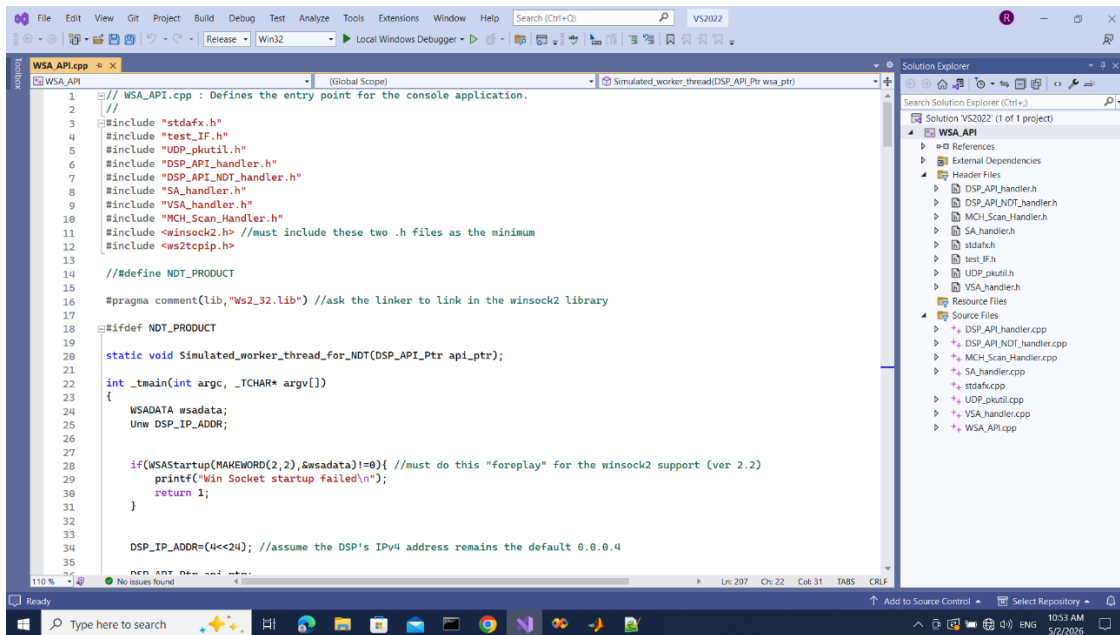 File Edit View Git Project Build Debug Test Analyze Tools Extensions Window Help Search (Ctrl+Q) VS2022 R
Release Win32 Local Windows Debugger
Toolbox
WSA_API.cpp
WSA_API (Global Scope) Simulated_worker_thread(DSP_API_Ptr wsa_ptr)
1 // WSA_API.cpp : Defines the entry point for the console application.
2 //
3 #include "stdafx.h"
4 #include "test_IF.h"
5 #include "UDP_pkutil.h"
6 #include "DSP_API_handler.h"
7 #include "DSP_API_NDT_handler.h"
8 #include "SA_handler.h"
9 #include "VSA_handler.h"
10 #include "MCH_Scan_Handler.h"
11 #include <winsock2.h> //must include these two .h files as the minimum
12 #include <ws2tcpip.h>
13
14 //#define NDT_PRODUCT
15
16 #pragma comment(lib,"Ws2_32.lib") //ask the linker to link in the winsock2 library
17
18 #ifdef NDT_PRODUCT
19
20 static void Simulated_worker_thread_for_NDT(DSP_API_Ptr api_ptr);
21
22 int _tmain(int argc, _TCHAR* argv[])
23 {
24 WSADATA wsadata;
25 Unw DSP_IP_ADDR;
26
27
28 if(WSAStartup(MAKEWORD(2,2),&wsadata)!=0){ //must do this "foreplay" for the winsock2 support (ver 2.2)
29 printf("Win Socket startup failed\n");
30 return 1;
31 }
32
33
34 DSP_IP_ADDR=(4<<24); //assume the DSP's IPv4 address remains the default 0.0.0.4
35
110 % No issues found Ln: 207 Ch: 22 Col: 31 TABS CRLF
Solution Explorer
Search Solution Explorer (Ctrl+;)
Solution 'VS2022' (1 of 1 project)
WSA_API
References
External Dependencies
Header Files
DSP_API_handler.h
DSP_API_NDT_handler.h
MCH_Scan_Handler.h
SA_handler.h
stdafx.h
test_IF.h
UDP_pkutil.h
VSA_handler.h
Resource Files
Source Files
DSP_API_handler.cpp
DSP_API_NDT_handler.cpp
MCH_Scan_Handler.cpp
SA_handler.cpp
stdafx.cpp
UDP_pkutil.cpp
VSA_handler.cpp
WSA_API.cpp
Ready Add to Source Control Select Repository
Type here to search ENG 10:53 AM
5/2/2026